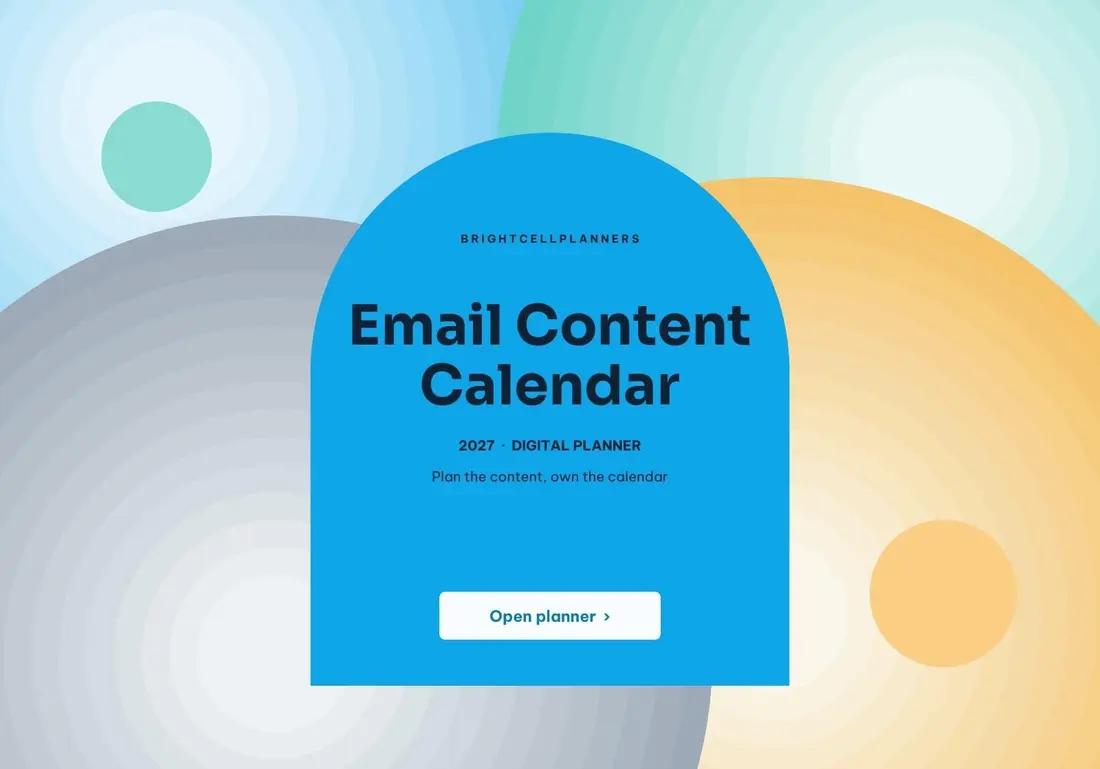 BRIGHTCELLPLANNERS
Email Content
Calendar
2027 · DIGITAL PLANNER
Plan the content, own the calendar
Open planner ›